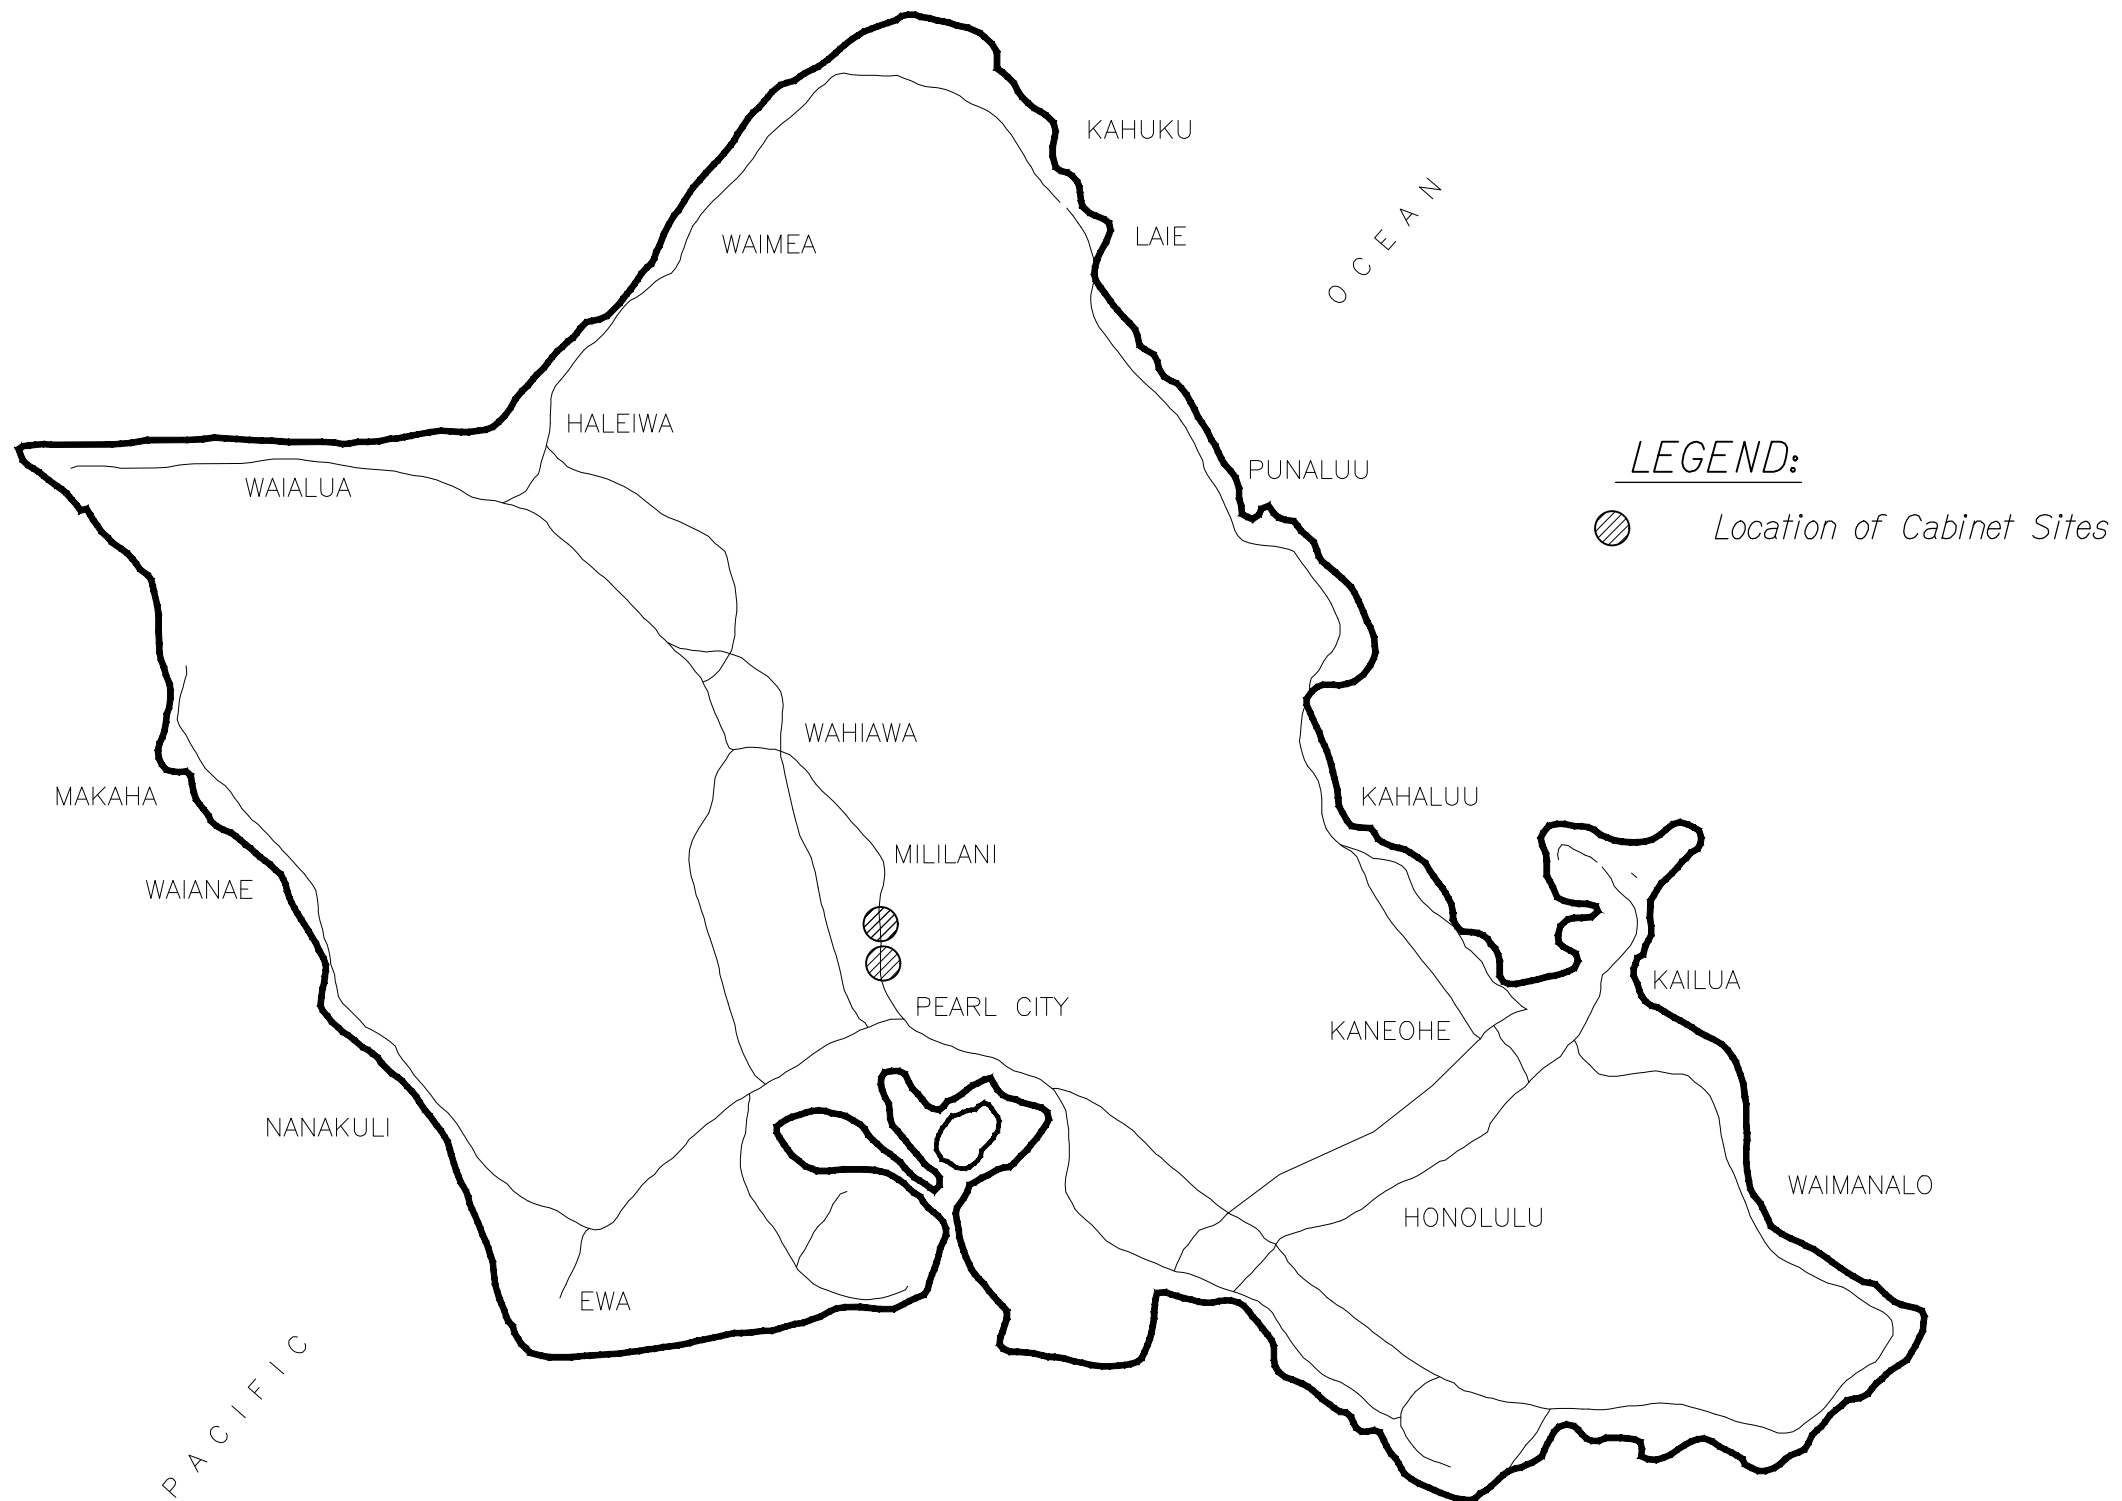 KAHUKU
OCEAN
LAIE
WAIMEA
HALEIWA
LEGEND:
PUNALUU
WAIALUA
Location of Cabinet Sites
WAHIAWA
MAKAHA
KAHALUU
MILILANI
WAIANAE
KAILUA
PEARL CITY
KANEOHE
NANAKULI
WAIMANALO
HONOLULU
EWA
PACIFIC